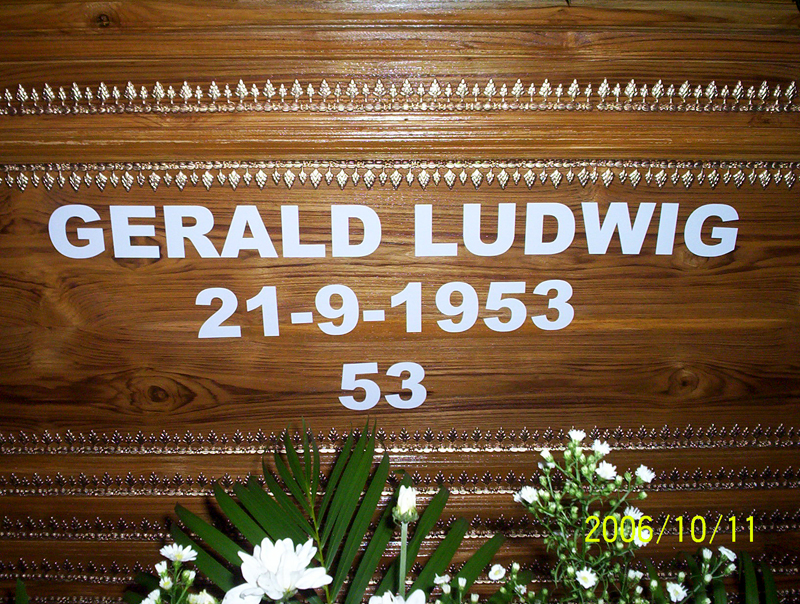 GERALD LUDWIG
21-9-1953
53
2006/10/11